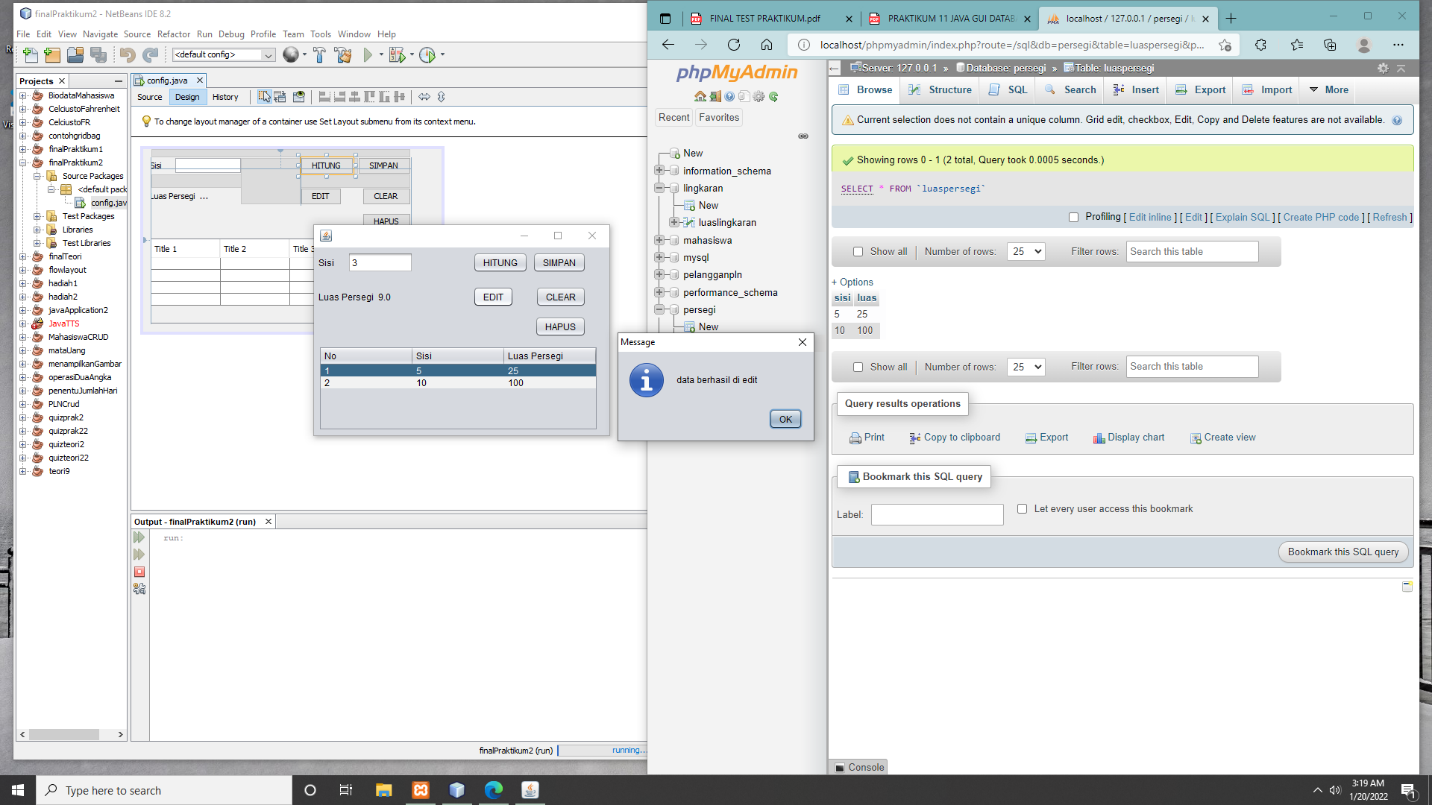 finalPraktikum2 - NetBeans IDE 8.2
File Edit View Navigate Source Refactor Run Debug Profile Team Tools Window Help
<default config>
Projects
BiodataMahasiswa
CelciustoFahrenheit
CelciustoFR
contohgridbag
finalPraktikum1
finalPraktikum2
Source Packages
<default pack
config.jav
Test Packages
Libraries
Test Libraries
finalTeori
flowlayout
hadiah1
hadiah2
javaApplication2
JavaTTS
MahasiswaCRUD
mataUang
menampilkanGambar
operasiDuaAngka
penentuJumlahHari
PLNCrud
quizprak2
quizprak22
quizteori2
quizteori22
teori9
config.java
Source Design History
To change layout manager of a container use Set Layout submenu from its context menu.
Sisi HITUNG SIMPAN
Luas Persegi ... EDIT CLEAR
HAPUS
Title 1 Title 2 Title 3
Sisi 3 HITUNG SIMPAN
Luas Persegi 9.0 EDIT CLEAR
HAPUS
No Sisi Luas Persegi
1 5 25
2 10 100
Message
data berhasil di edit
OK
Output - finalPraktikum2 (run)
run:
finalPraktikum2 (run) running...
FINAL TEST PRAKTIKUM.pdf
PRAKTIKUM 11 JAVA GUI DATABA
localhost / 127.0.0.1 / persegi / l
localhost/phpmyadmin/index.php?route=/sql&db=persegi&table=luaspersegi&p...
phpMyAdmin
Recent Favorites
New
information_schema
lingkaran
New
luaslingkaran
mahasiswa
mysql
pelangganpln
performance_schema
persegi
New
Server: 127.0.0.1 » Database: persegi » Table: luaspersegi
Browse Structure SQL Search Insert Export Import More
Current selection does not contain a unique column. Grid edit, checkbox, Edit, Copy and Delete features are not available.
Showing rows 0 - 1 (2 total, Query took 0.0005 seconds.)
SELECT * FROM `luaspersegi`
Profiling [ Edit inline ] [ Edit ] [ Explain SQL ] [ Create PHP code ] [ Refresh ]
Show all Number of rows: 25 Filter rows: Search this table
+ Options
sisi luas
5 25
10 100
Show all Number of rows: 25 Filter rows: Search this table
Query results operations
Print Copy to clipboard Export Display chart Create view
Bookmark this SQL query
Label: Let every user access this bookmark
Bookmark this SQL query
Console
Type here to search
3:19 AM
1/20/2022
1